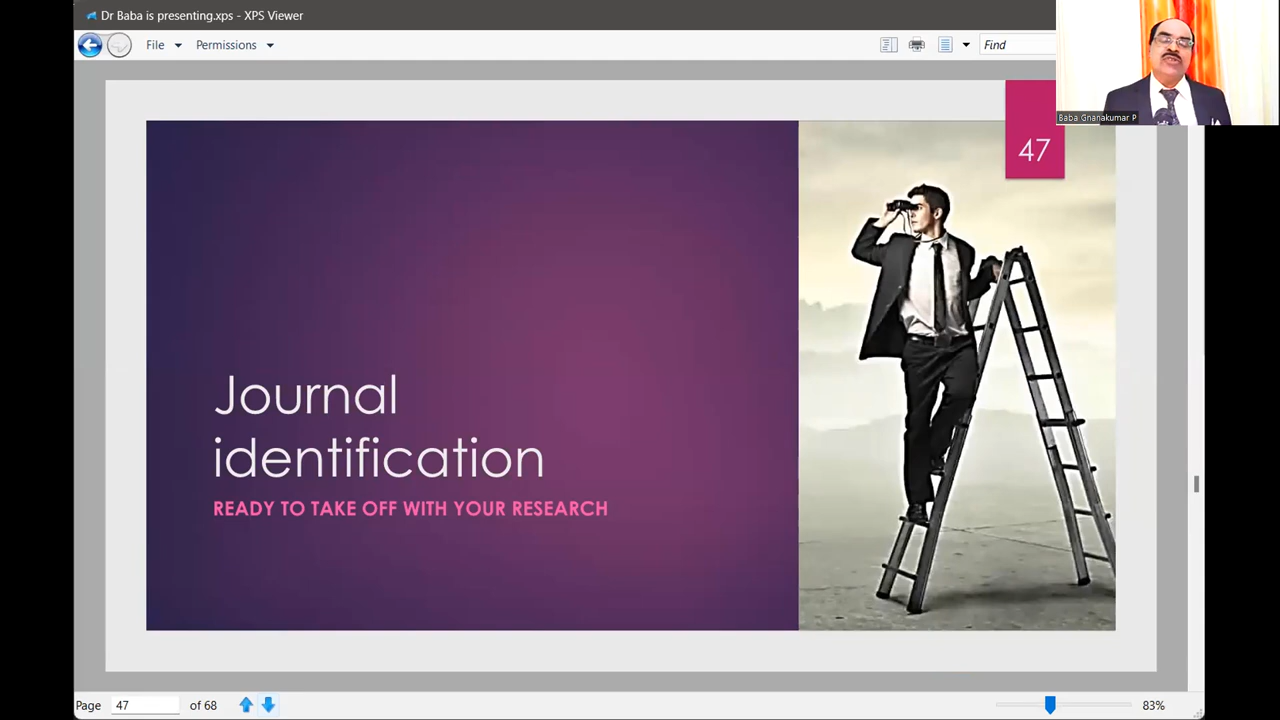 Dr Baba is presenting.xps - XPS Viewer
File Permissions Find
Baba Gnanakumar P
47
Journal
identification
READY TO TAKE OFF WITH YOUR RESEARCH
Page 47 of 68 83%